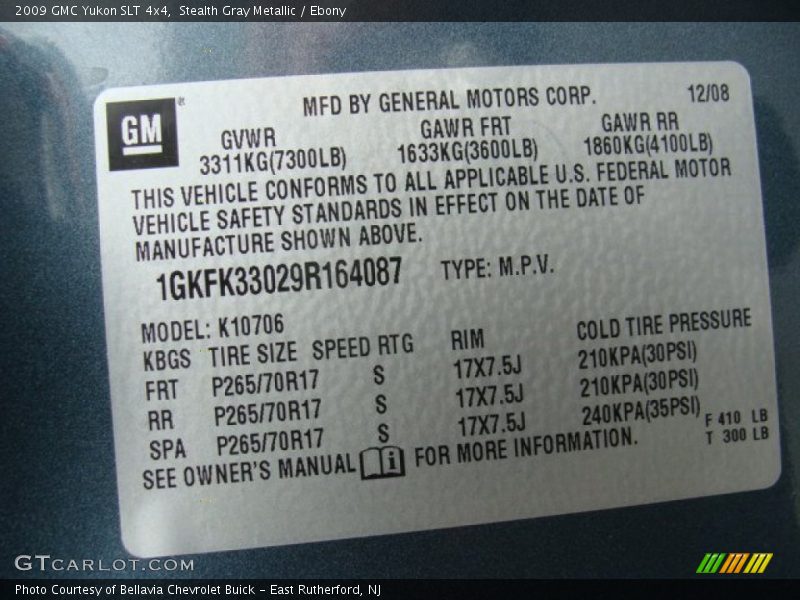 2009 GMC Yukon SLT 4x4, Stealth Gray Metallic / Ebony
GM®
MFD BY GENERAL MOTORS CORP. 12/08
GVWR GAWR FRT GAWR RR
3311KG(7300LB) 1633KG(3600LB) 1860KG(4100LB)
THIS VEHICLE CONFORMS TO ALL APPLICABLE U.S. FEDERAL MOTOR
VEHICLE SAFETY STANDARDS IN EFFECT ON THE DATE OF
MANUFACTURE SHOWN ABOVE.
1GKFK33029R164087 TYPE: M.P.V.
MODEL: K10706
KBGS TIRE SIZE SPEED RTG RIM COLD TIRE PRESSURE
FRT P265/70R17 S 17X7.5J 210KPA(30PSI)
RR P265/70R17 S 17X7.5J 210KPA(30PSI)
SPA P265/70R17 S 17X7.5J 240KPA(35PSI) F 410 LB
T 300 LB
SEE OWNER'S MANUAL i FOR MORE INFORMATION.
GTCARLOT.COM
Photo Courtesy of Bellavia Chevrolet Buick - East Rutherford, NJ